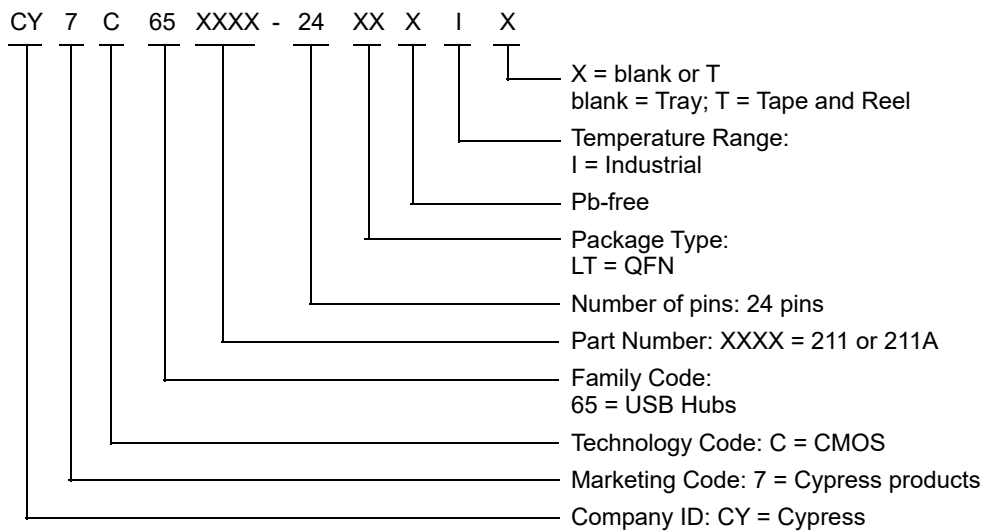 CY 7 C 65 XXXX - 24 XX X I X
X = blank or T
blank = Tray; T = Tape and Reel
Temperature Range:
I = Industrial
Pb-free
Package Type:
LT = QFN
Number of pins: 24 pins
Part Number: XXXX = 211 or 211A
Family Code:
65 = USB Hubs
Technology Code: C = CMOS
Marketing Code: 7 = Cypress products
Company ID: CY = Cypress